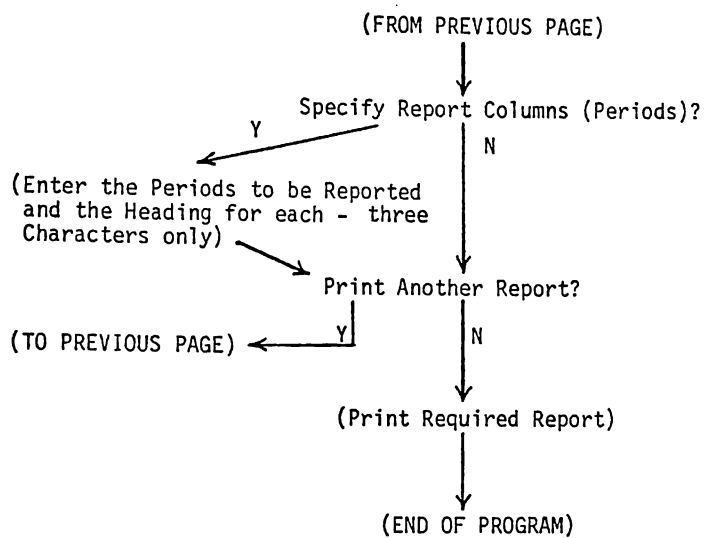 (FROM PREVIOUS PAGE)
Specify Report Columns (Periods)?
Y
N
(Enter the Periods to be Reported
and the Heading for each - three
Characters only)
Print Another Report?
(TO PREVIOUS PAGE)
Y
N
(Print Required Report)
(END OF PROGRAM)